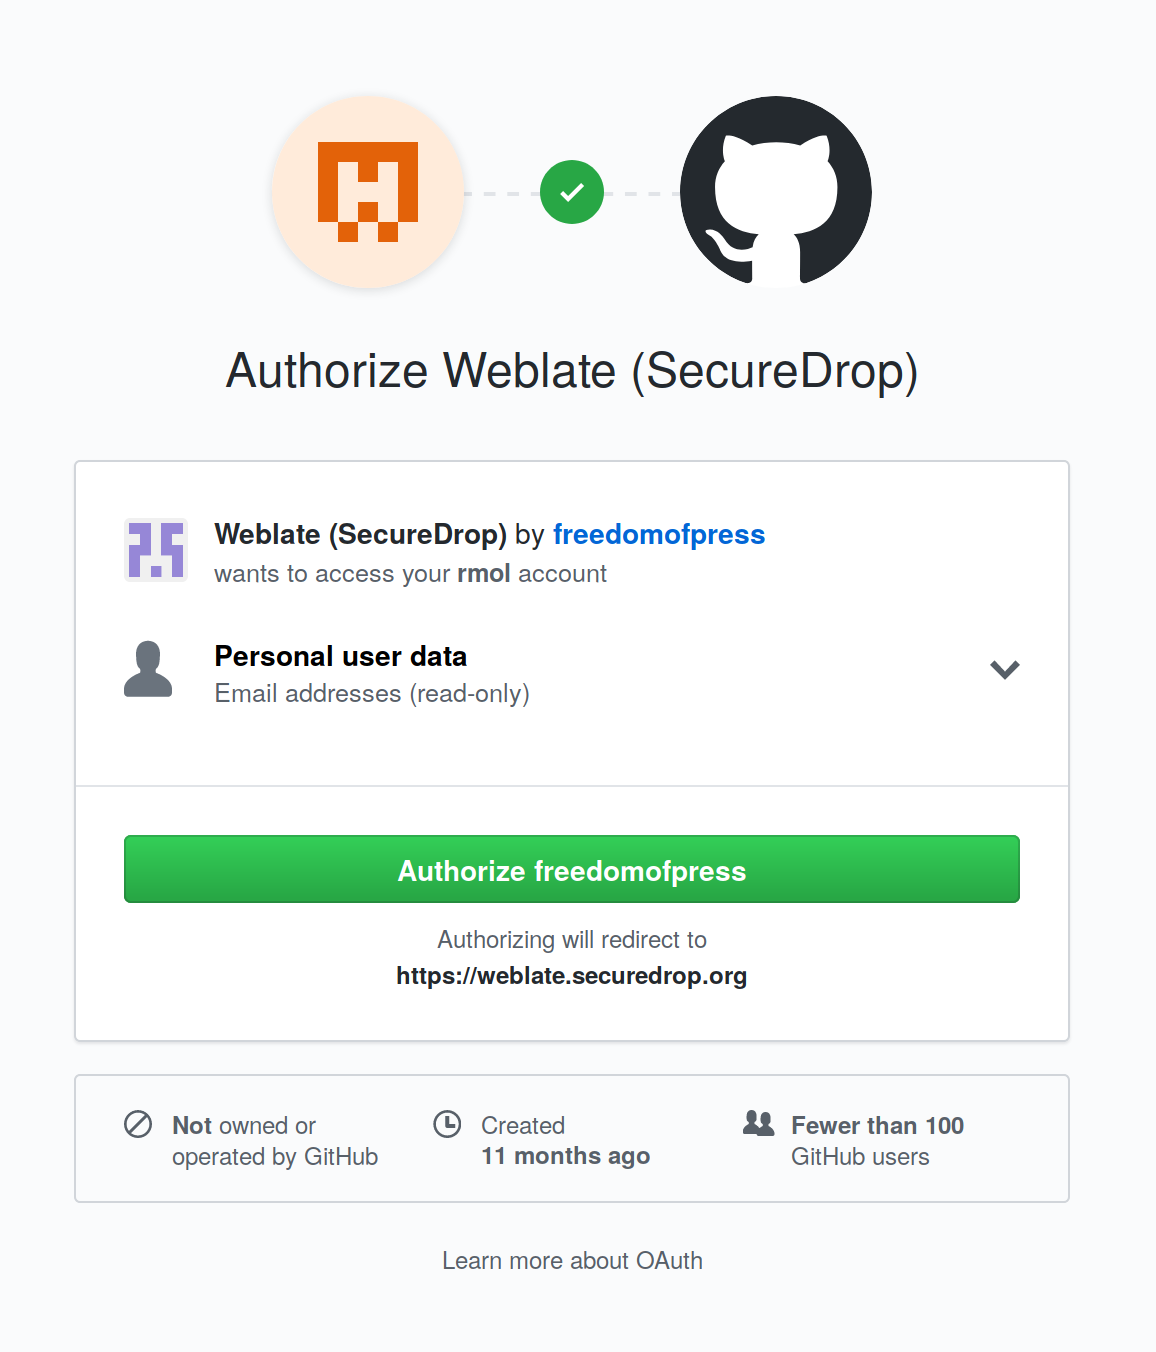 Authorize Weblate (SecureDrop)
Weblate (SecureDrop) by freedomofpress
wants to access your rmol account
Personal user data
Email addresses (read-only)
Authorize freedomofpress
Authorizing will redirect to
https://weblate.securedrop.org
Not owned or
operated by GitHub
Created
11 months ago
Fewer than 100
GitHub users
Learn more about OAuth